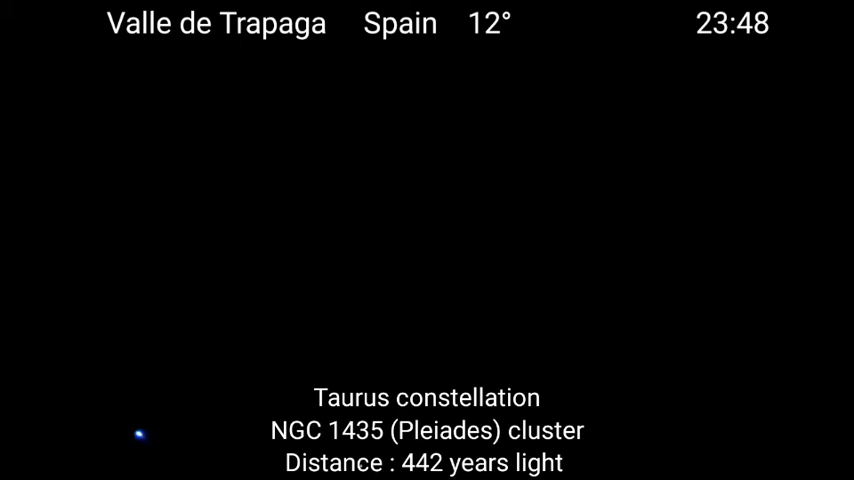 Valle de Trapaga Spain 12° 23:48
Taurus constellation
NGC 1435 (Pleiades) cluster
Distance : 442 years light